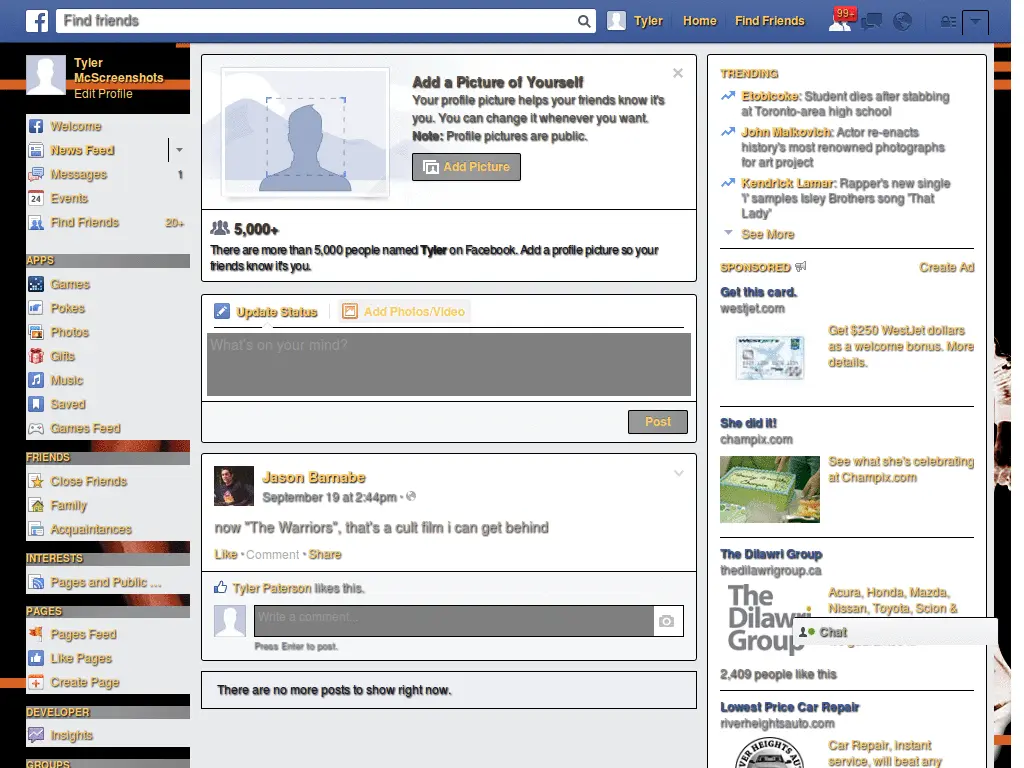 Find friends
Tyler
Home
Find Friends
99+
Tyler
McScreenshots
Edit Profile
Welcome
News Feed
Messages
1
24
Events
Find Friends
20+
APPS
Games
Pokes
Photos
Gifts
Music
Saved
Games Feed
FRIENDS
Close Friends
Family
Acquaintances
INTERESTS
Pages and Public ...
PAGES
Pages Feed
Like Pages
Create Page
DEVELOPER
Insights
GROUPS
Add a Picture of Yourself
Your profile picture helps your friends know it's
you. You can change it whenever you want.
Note: Profile pictures are public.
Add Picture
5,000+
There are more than 5,000 people named Tyler on Facebook. Add a profile picture so your
friends know it's you.
Update Status
Add Photos/Video
What's on your mind?
Post
Jason Barnabe
September 19 at 2:44pm ·
now "The Warriors", that's a cult film i can get behind
Like · Comment · Share
Tyler Paterson likes this.
Write a comment...
Press Enter to post.
There are no more posts to show right now.
TRENDING
Etobicoke: Student dies after stabbing
at Toronto-area high school
John Malkovich: Actor re-enacts
history's most renowned photographs
for art project
Kendrick Lamar: Rapper's new single
'i' samples Isley Brothers song 'That
Lady'
See More
SPONSORED
Create Ad
Get this card.
westjet.com
WESTJET
Get $250 WestJet dollars
as a welcome bonus. More
details.
She did it!
champix.com
See what she's celebrating
at Champix.com
The Dilawri Group
thedilawrigroup.ca
The
Dilawri
Group
Acura, Honda, Mazda,
Nissan, Toyota, Scion &
Chat
2,409 people like this
Lowest Price Car Repair
riverheightsauto.com
RIVER HEIGHTS AUTO
Car Repair, instant
service, will beat any